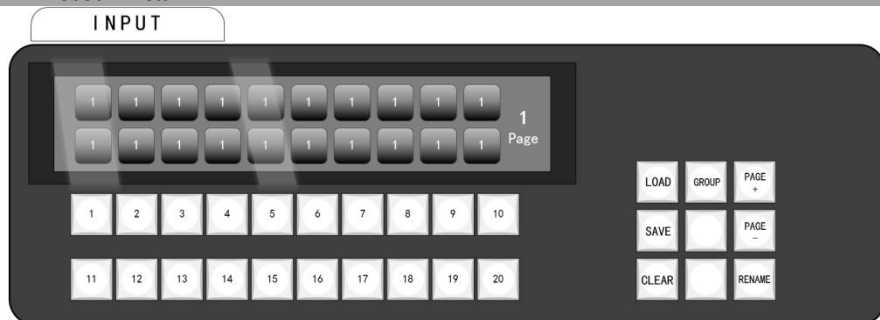 INPUT
1 1 1 1 1 1 1 1 1 1
1 1 1 1 1 1 1 1 1 1
1
Page
1 2 3 4 5 6 7 8 9 10
11 12 13 14 15 16 17 18 19 20
LOAD GROUP PAGE +
SAVE PAGE -
CLEAR RENAME